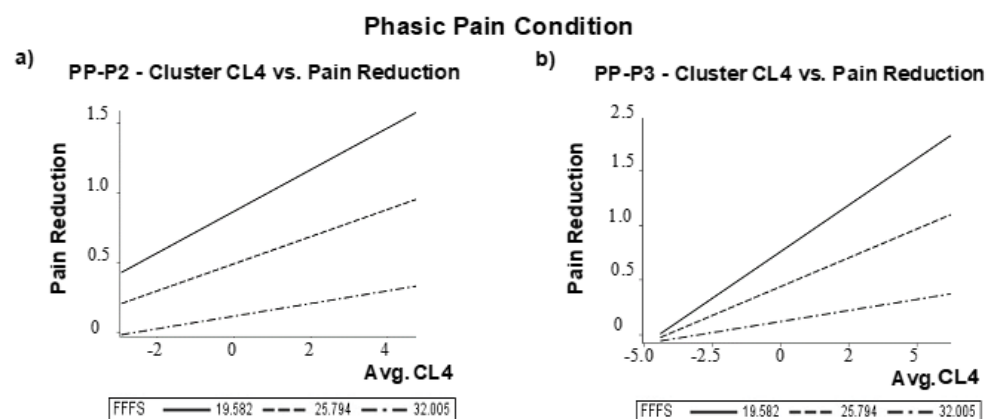 Phasic Pain Condition
a)
PP-P2 - Cluster CL4 vs. Pain Reduction
Pain Reduction
1.5
1.0
0.5
0
-2 0 2 4
Avg. CL4
FFFS 19.582 25.794 32.005
b)
PP-P3 - Cluster CL4 vs. Pain Reduction
Pain Reduction
2.5
1.5
1.0
0.5
0
-5.0 -2.5 0 2 5
Avg. CL4
FFFS 19.582 25.794 32.005